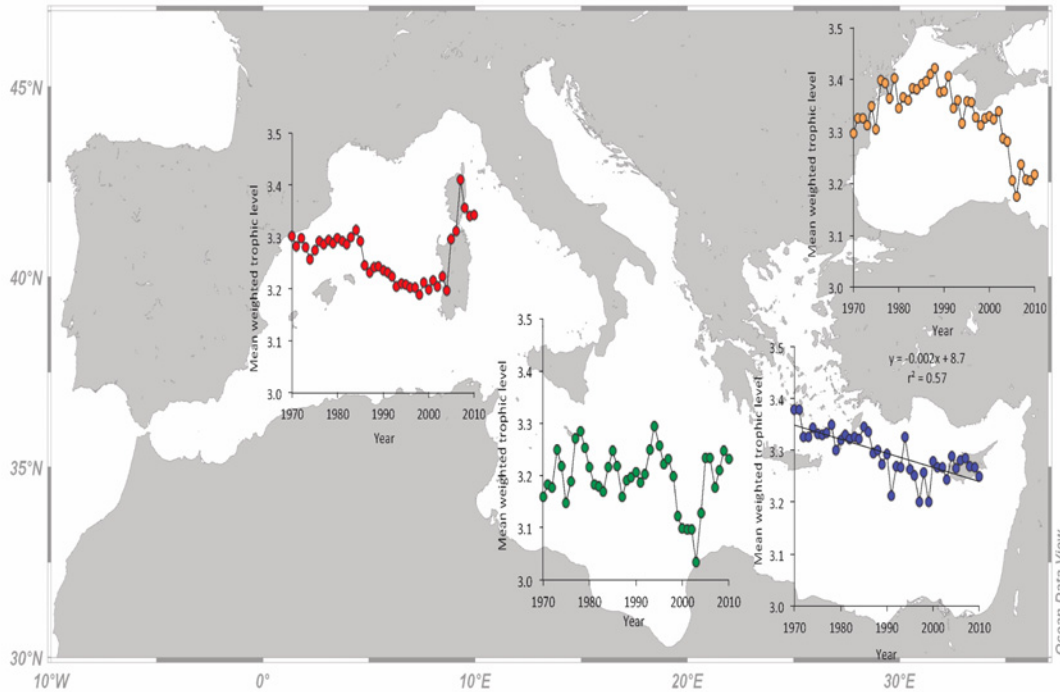 45°N
40°N
35°N
30°N
10°W
0°
10°E
20°E
30°E
Ocean Data View
Mean weighted trophic level
3.5
3.4
3.3
3.2
3.1
3.0
1970 1980 1990 2000 2010
Year
Mean weighted trophic level
3.5
3.4
3.3
3.2
3.1
3.0
1970 1980 1990 2000 2010
Year
Mean weighted trophic level
3.5
3.4
3.3
3.2
3.1
3.0
1970 1980 1990 2000 2010
Year
y = -0.002x + 8.7
r² = 0.57
Mean weighted trophic level
3.5
3.4
3.3
3.2
3.1
3.0
1970 1980 1990 2000 2010
Year